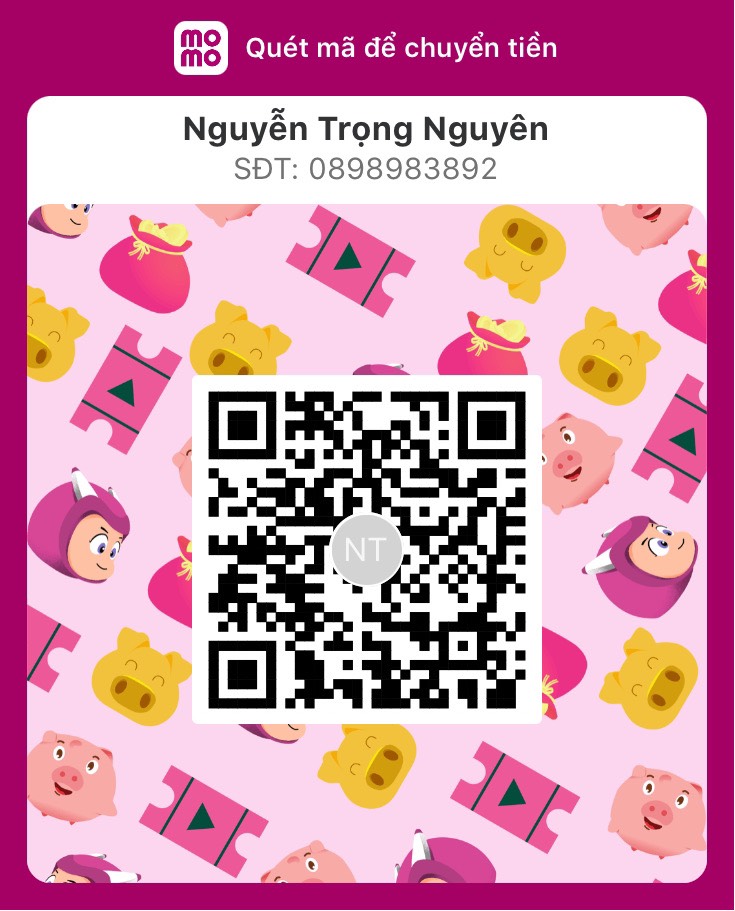 momo
Quét mã để chuyển tiền
Nguyễn Trọng Nguyên
SĐT: 0898983892
NT